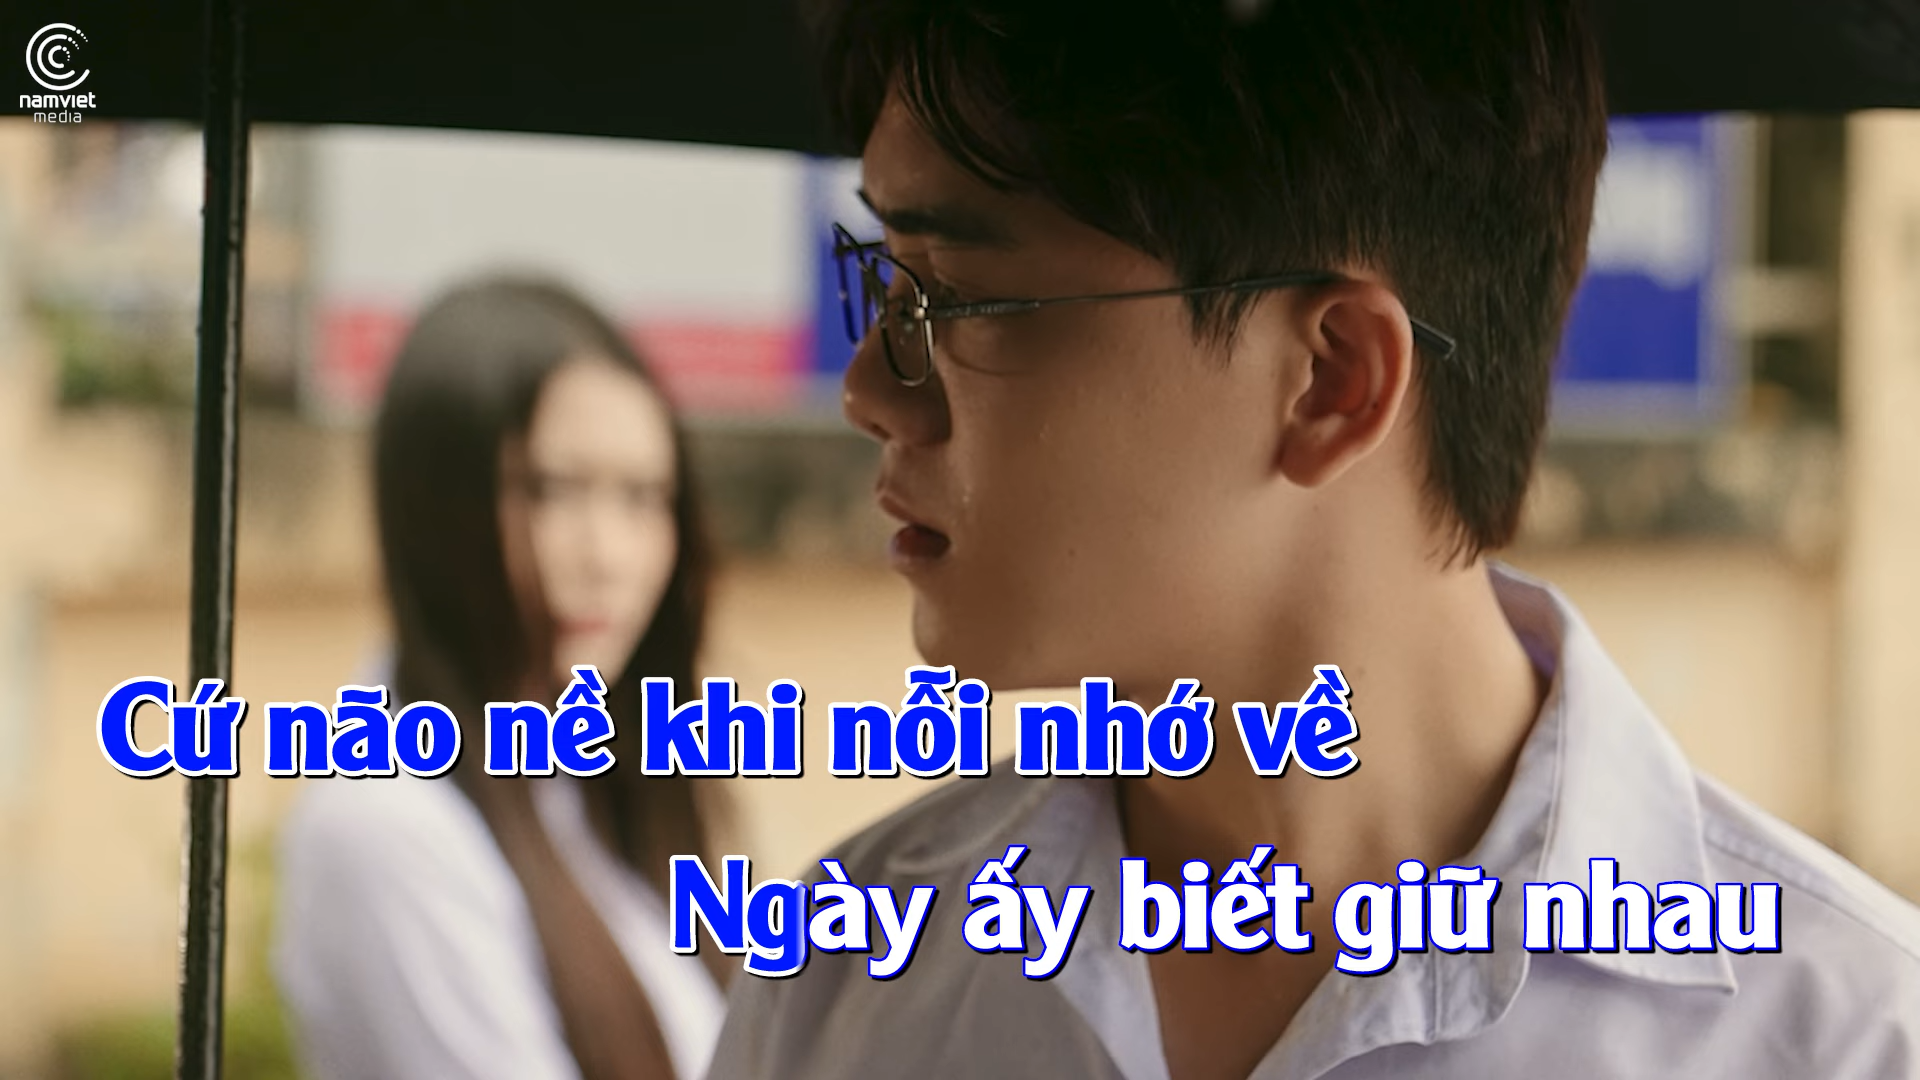 namviet
media
Cứ não nề khi nỗi nhớ về
Ngày ấy biết giữ nhau